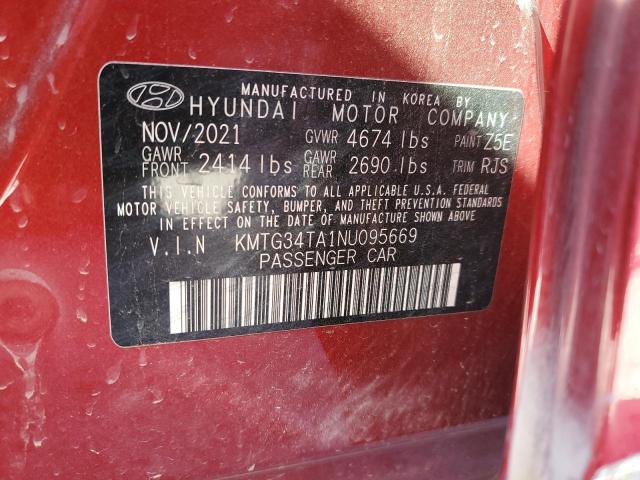 MANUFACTURED IN KOREA BY
HYUNDAI MOTOR COMPANY
NOV/2021 GVWR 4674 lbs PAINT Z5E
GAWR FRONT 2414 lbs GAWR REAR 2690 lbs TRIM RJS
THIS VEHICLE CONFORMS TO ALL APPLICABLE U.S.A. FEDERAL
MOTOR VEHICLE SAFETY, BUMPER, AND THEFT PREVENTION STANDARDS
IN EFFECT ON THE DATE OF MANUFACTURE SHOWN ABOVE.
V.I.N KMTG34TA1NU095669
PASSENGER CAR